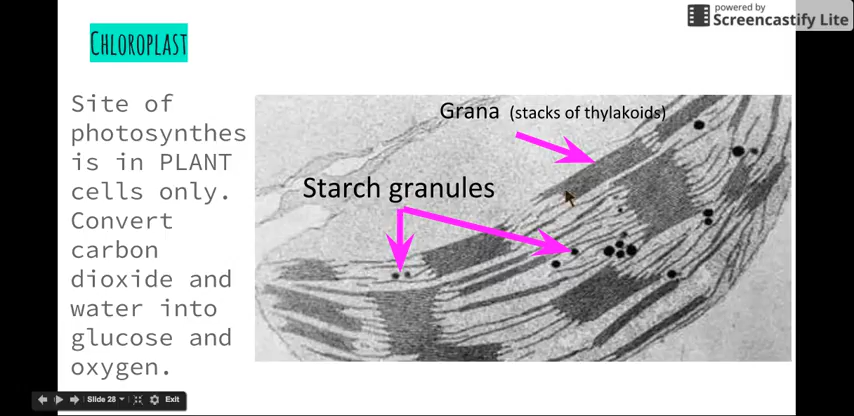 powered by
Screencastify Lite
Chloroplast
Site of
photosynthes
is in PLANT
cells only.
Convert
carbon
dioxide and
water into
glucose and
oxygen.
Grana (stacks of thylakoids)
Starch granules
Slide 28
Exit